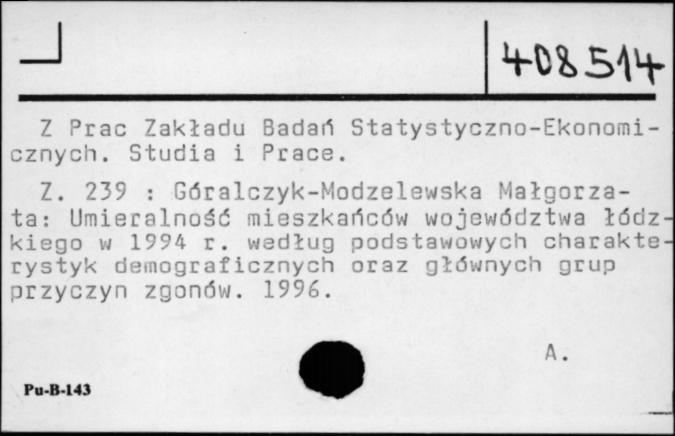 408514
Z Prac Zakładu Badań Statystyczno-Ekonomi-
cznych. Studia i Prace.
Z. 239 : Góralczyk-Modzelewska Małgorza-
ta: Umieralność mieszkańców województwa łódz-
kiego w 1994 r. według podstawowych charakte-
rystyk demograficznych oraz głównych grup
przyczyn zgonów. 1996.
A.
Pu-B-143